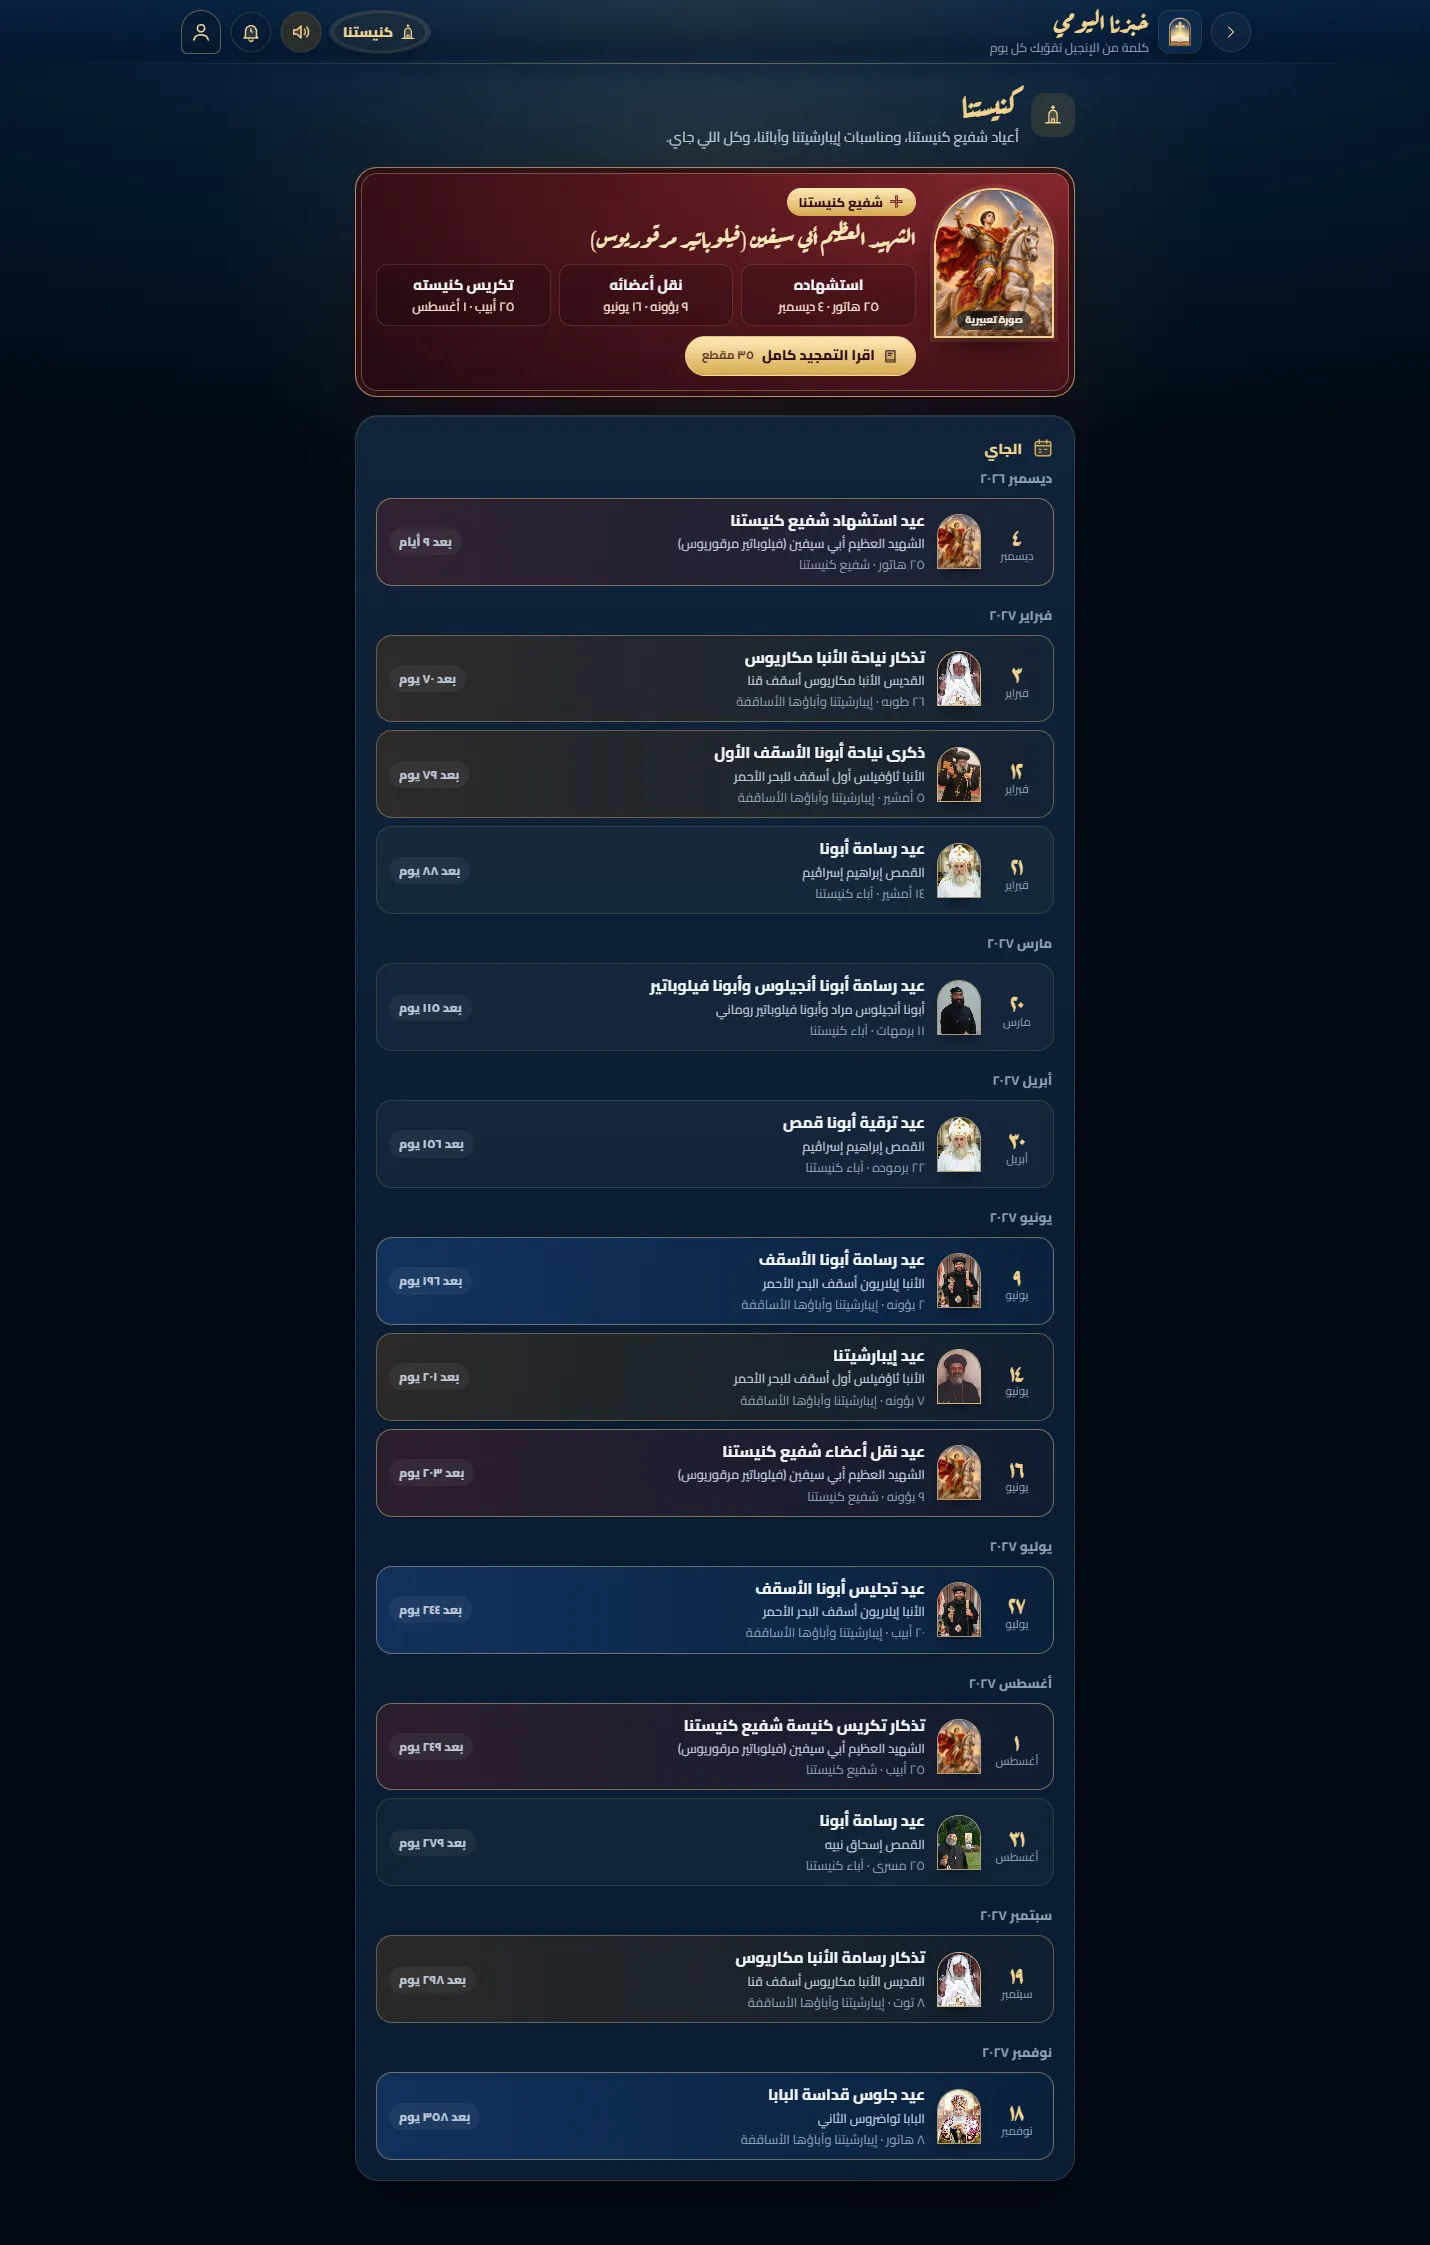 خبزنا اليومي
كلمة من الإنجيل تقوّيك كل يوم
كنيستنا
كنيستنا
أعياد شفيع كنيستنا، ومناسبات إيبارشيتنا وآبائنا، وكل اللي جاي.
شفيع كنيستنا
الشهيد العظيم أبي سيفين (فيلوباتير مرقوريوس)
صورة تعبيرية
استشهاده
٢٥ هاتور · ٤ ديسمبر
نقل أعضائه
٩ بؤونه · ١٦ يونيو
تكريس كنيسته
٢٥ أبيب · ١ أغسطس
اقرا التمجيد كامل ٣٥ مقطع
الجاي
ديسمبر ٢٠٢٦
٤ ديسمبر
عيد استشهاد شفيع كنيستنا
الشهيد العظيم أبي سيفين (فيلوباتير مرقوريوس)
٢٥ هاتور · شفيع كنيستنا
بعد ٩ أيام
فبراير ٢٠٢٧
٣ فبراير
تذكار نياحة الأنبا مكاريوس
القديس الأنبا مكاريوس أسقف قنا
٢٦ طوبه · إيبارشيتنا وآباؤها الأساقفة
بعد ٧٠ يوم
١٢ فبراير
ذكرى نياحة أبونا الأسقف الأول
الأنبا ثاؤفيلس أول أسقف للبحر الأحمر
٥ أمشير · إيبارشيتنا وآباؤها الأساقفة
بعد ٧٩ يوم
٢١ فبراير
عيد رسامة أبونا
القمص إبراهيم إسرافيم
١٤ أمشير · آباء كنيستنا
بعد ٨٨ يوم
مارس ٢٠٢٧
٢٠ مارس
عيد رسامة أبونا أنجيلوس وأبونا فيلوباتير
أبونا أنجيلوس مراد وأبونا فيلوباتير روماني
١١ برمهات · آباء كنيستنا
بعد ١١٥ يوم
أبريل ٢٠٢٧
٣٠ أبريل
عيد ترقية أبونا قمص
القمص إبراهيم إسرافيم
٢٢ برموده · آباء كنيستنا
بعد ١٥٦ يوم
يونيو ٢٠٢٧
٩ يونيو
عيد رسامة أبونا الأسقف
الأنبا إيلاريون أسقف البحر الأحمر
٢ بؤونه · إيبارشيتنا وآباؤها الأساقفة
بعد ١٩٦ يوم
١٤ يونيو
عيد إيبارشيتنا
الأنبا ثاؤفيلس أول أسقف للبحر الأحمر
٧ بؤونه · إيبارشيتنا وآباؤها الأساقفة
بعد ٢٠١ يوم
١٦ يونيو
عيد نقل أعضاء شفيع كنيستنا
الشهيد العظيم أبي سيفين (فيلوباتير مرقوريوس)
٩ بؤونه · شفيع كنيستنا
بعد ٢٠٣ يوم
يوليو ٢٠٢٧
٢٧ يوليو
عيد تجليس أبونا الأسقف
الأنبا إيلاريون أسقف البحر الأحمر
٢٠ أبيب · إيبارشيتنا وآباؤها الأساقفة
بعد ٢٤٤ يوم
أغسطس ٢٠٢٧
١ أغسطس
تذكار تكريس كنيسة شفيع كنيستنا
الشهيد العظيم أبي سيفين (فيلوباتير مرقوريوس)
٢٥ أبيب · شفيع كنيستنا
بعد ٢٤٩ يوم
٣١ أغسطس
عيد رسامة أبونا
القمص إسحاق نبيه
٢٥ مسرى · آباء كنيستنا
بعد ٢٧٩ يوم
سبتمبر ٢٠٢٧
١٩ سبتمبر
تذكار رسامة الأنبا مكاريوس
القديس الأنبا مكاريوس أسقف قنا
٨ توت · إيبارشيتنا وآباؤها الأساقفة
بعد ٢٩٨ يوم
نوفمبر ٢٠٢٧
١٨ نوفمبر
عيد جلوس قداسة البابا
البابا تواضروس الثاني
٨ هاتور · إيبارشيتنا وآباؤها الأساقفة
بعد ٣٥٨ يوم